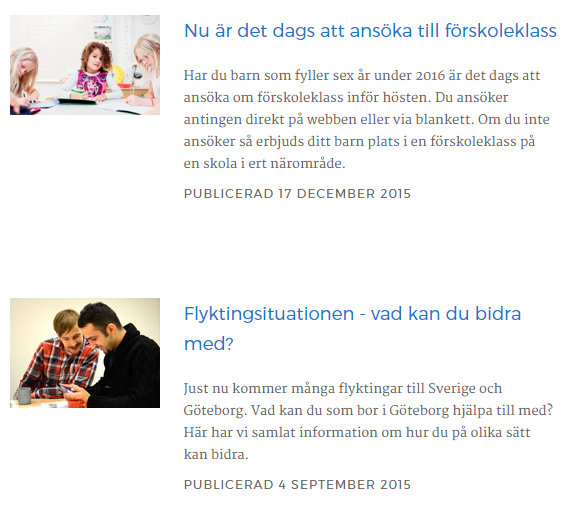 Nu är det dags att ansöka till förskoleklass
Har du barn som fyller sex år under 2016 är det dags att
ansöka om förskoleklass inför hösten. Du ansöker
antingen direkt på webben eller via blankett. Om du inte
ansöker så erbjuds ditt barn plats i en förskoleklass på
en skola i ert närområde.
PUBLICERAD 17 DECEMBER 2015
Flyktingsituationen - vad kan du bidra
med?
Just nu kommer många flyktingar till Sverige och
Göteborg. Vad kan du som bor i Göteborg hjälpa till med?
Här har vi samlat information om hur du på olika sätt
kan bidra.
PUBLICERAD 4 SEPTEMBER 2015